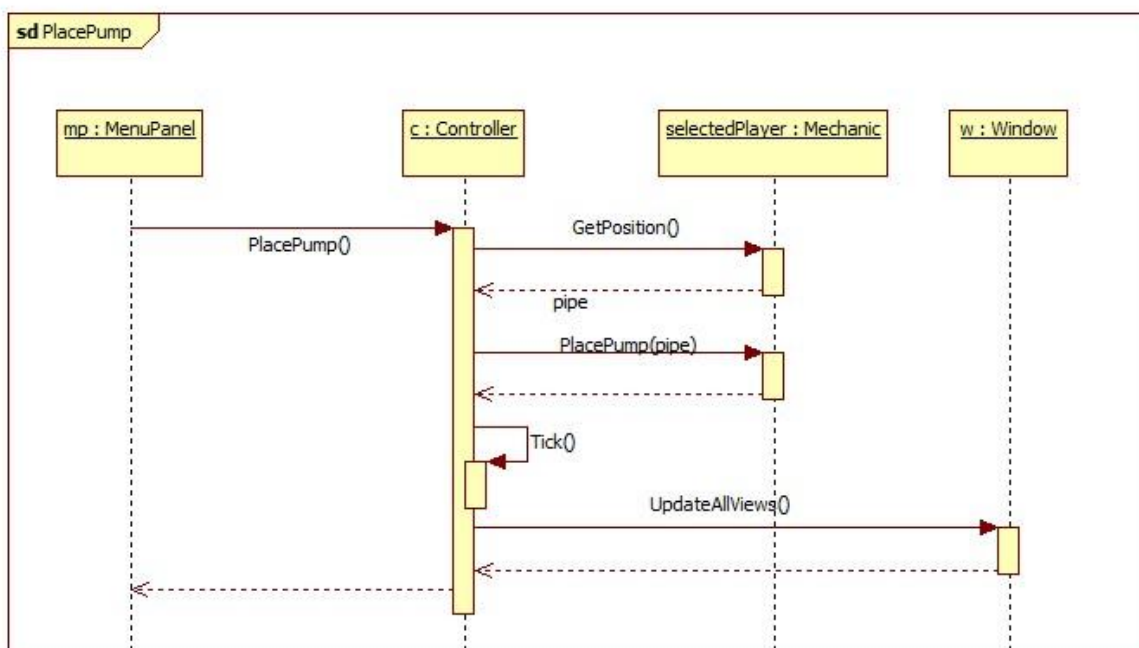 sd PlacePump
mp : MenuPanel
c : Controller
selectedPlayer : Mechanic
w : Window
PlacePump()
GetPosition()
pipe
PlacePump(pipe)
Tick()
UpdateAllViews()